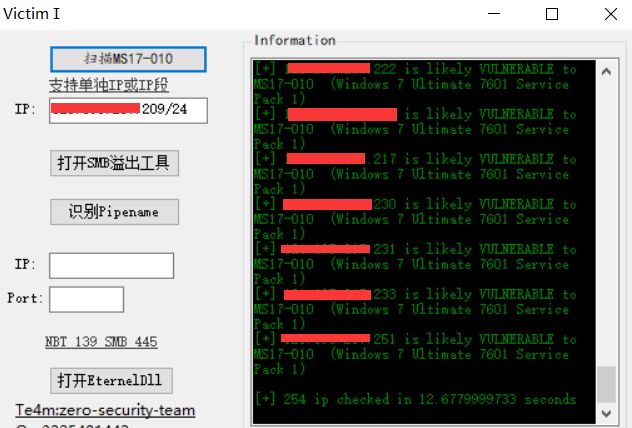 Victim I
扫描MS17-010
支持单独IP或IP段
IP:
209/24
打开SMB溢出工具
识别Pipename
IP:
Port:
NBT 139 SMB 445
打开EternelDll
Te4m:zero-security-team
Information
[+] 222 is likely VULNERABLE to
MS17-010 (Windows 7 Ultimate 7601 Service
Pack 1)
[+] is likely VULNERABLE to
MS17-010 (Windows 7 Ultimate 7601 Service
Pack 1)
[+] .217 is likely VULNERABLE to
MS17-010 (Windows 7 Ultimate 7601 Service
Pack 1)
[+] 230 is likely VULNERABLE to
MS17-010 (Windows 7 Ultimate 7601 Service
Pack 1)
[+] 231 is likely VULNERABLE to
MS17-010 (Windows 7 Ultimate 7601 Service
Pack 1)
[+] 233 is likely VULNERABLE to
MS17-010 (Windows 7 Ultimate 7601 Service
Pack 1)
[+] 251 is likely VULNERABLE to
MS17-010 (Windows 7 Ultimate 7601 Service
Pack 1)
[+] 254 ip checked in 12.6779999733 seconds